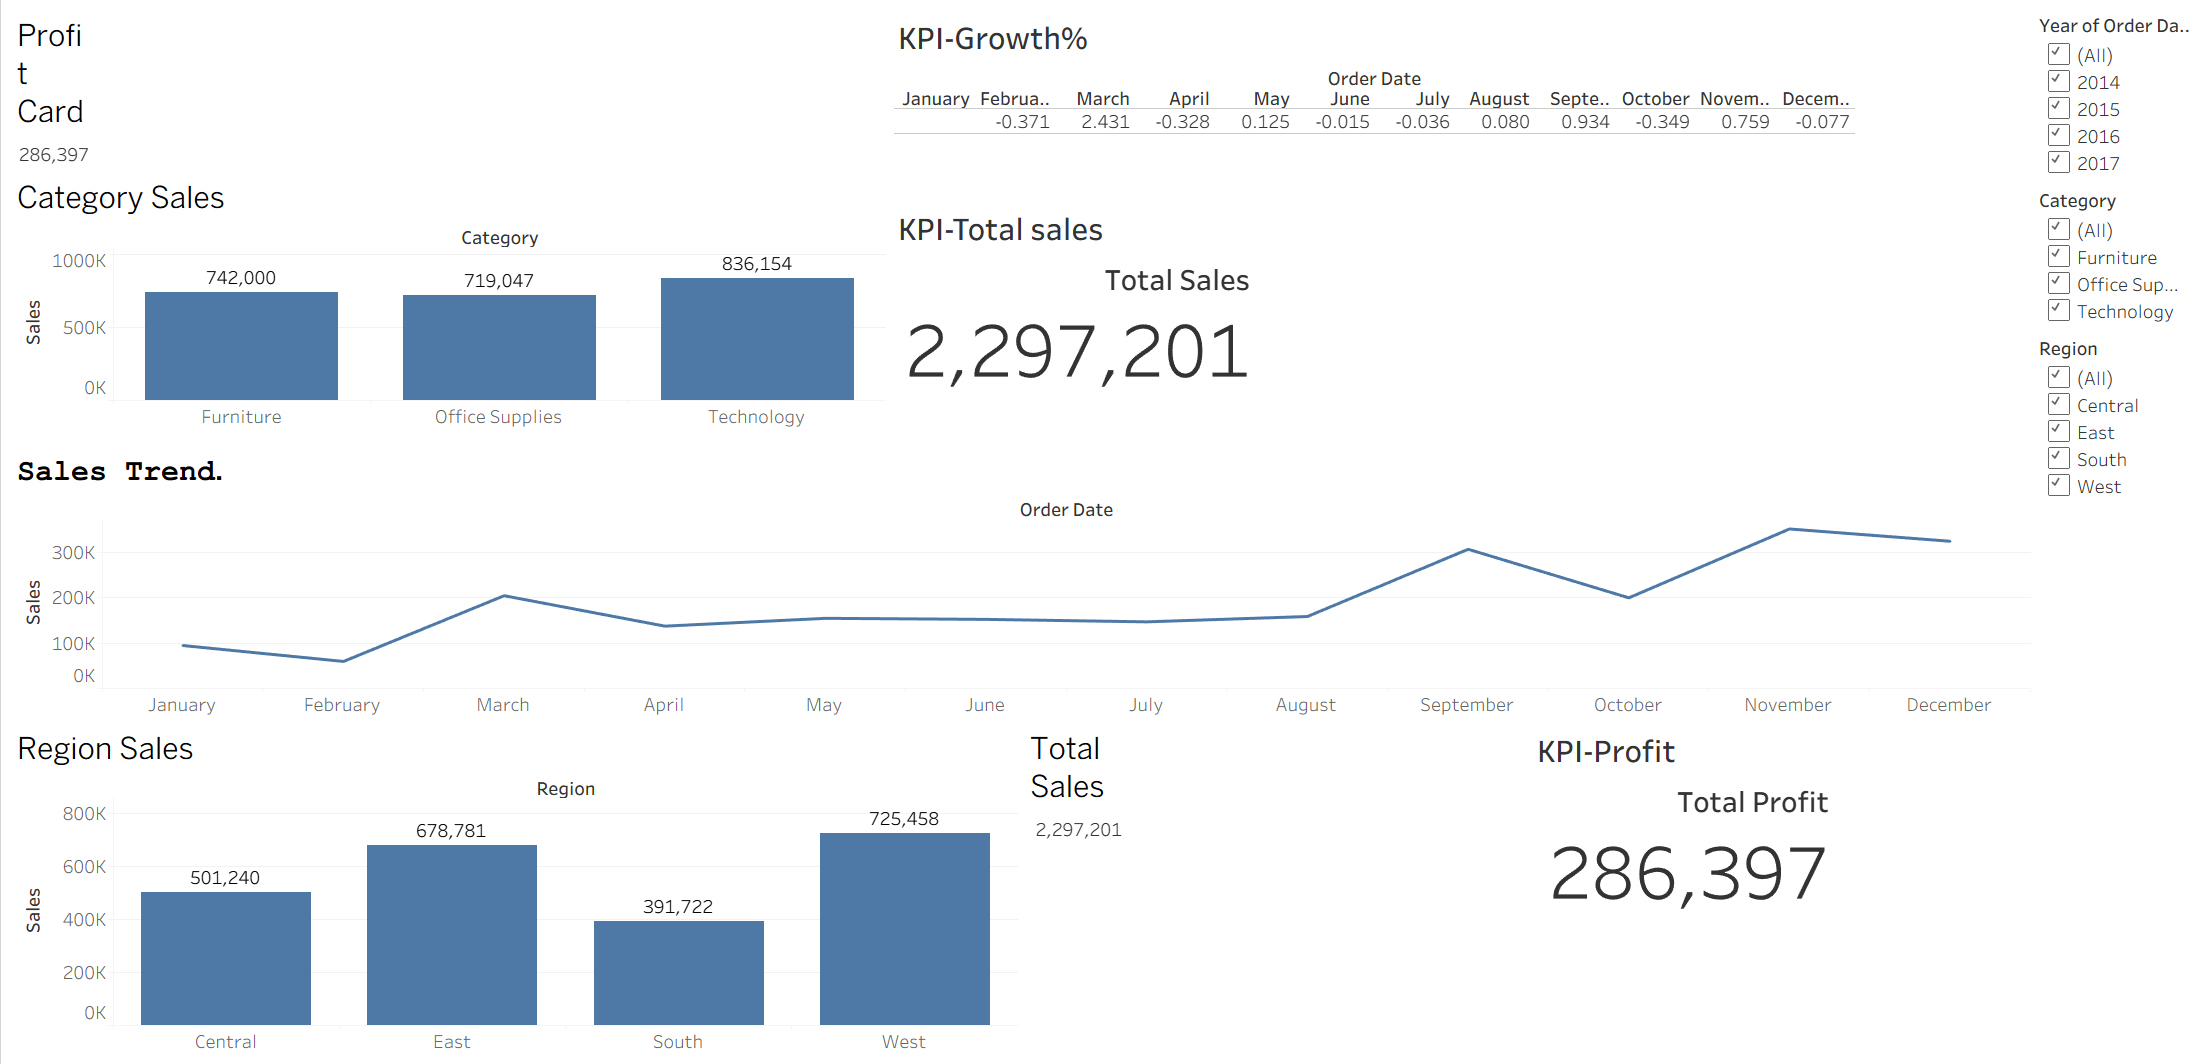 Profi
t
Card
286,397
KPI-Growth%
Order Date
January Februa.. March April May June July August Septe.. October Novem.. Decem..
-0.371 2.431 -0.328 0.125 -0.015 -0.036 0.080 0.934 -0.349 0.759 -0.077
Year of Order Da..
(All)
2014
2015
2016
2017
Category
(All)
Furniture
Office Sup...
Technology
Region
(All)
Central
East
South
West
Category Sales
Category
Sales
1000K
500K
0K
742,000
719,047
836,154
Furniture Office Supplies Technology
KPI-Total sales
Total Sales
2,297,201
Sales Trend.
Order Date
Sales
300K
200K
100K
0K
January February March April May June July August September October November December
Region Sales
Region
Sales
800K
600K
400K
200K
0K
501,240
678,781
391,722
725,458
Central East South West
Total
Sales
2,297,201
KPI-Profit
Total Profit
286,397